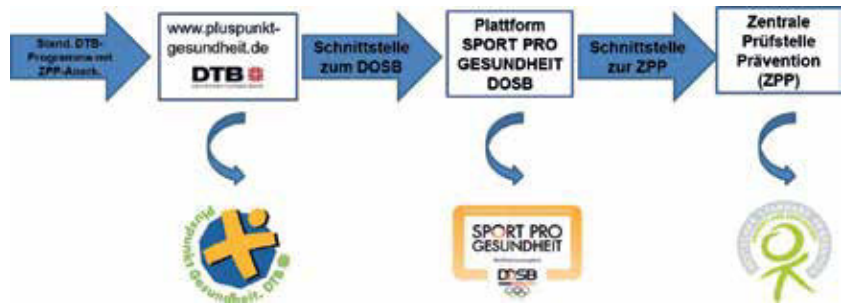 Stand. DTB-
Programme mit
ZPP-Anerk.
www.pluspunkt-
gesundheit.de
DTB
Schnittstelle
zum DOSB
Plattform
SPORT PRO
GESUNDHEIT
DOSB
Schnittstelle
zur ZPP
Zentrale
Prüfstelle
Prävention
(ZPP)
Pluspunkt Gesundheit. DTB
SPORT PRO
GESUNDHEIT
DOSB